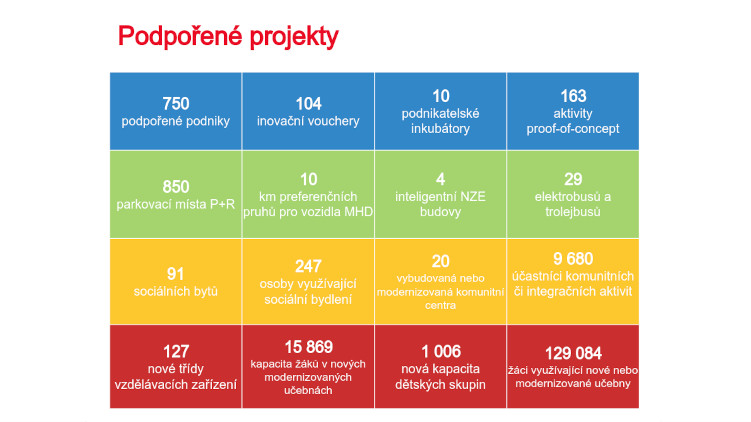 Podpořené projekty
750
podpořené podniky
104
inovační vouchery
10
podnikatelské
inkubátory
163
aktivity
proof-of-concept
850
parkovací místa P+R
10
km preferenčních
pruhů pro vozidla MHD
4
inteligentní NZE
budovy
29
elektrobusů a
trolejbusů
91
sociálních bytů
247
osoby využívající
sociální bydlení
20
vybudovaná nebo
modernizovaná komunitní
centra
9 680
účastníci komunitních
či integračních aktivit
127
nové třídy
vzdělávacích zařízení
15 869
kapacita žáků v nových
modernizovaných
učebnách
1 006
nová kapacita
dětských skupin
129 084
žáci využívající nové nebo
modernizované učebny